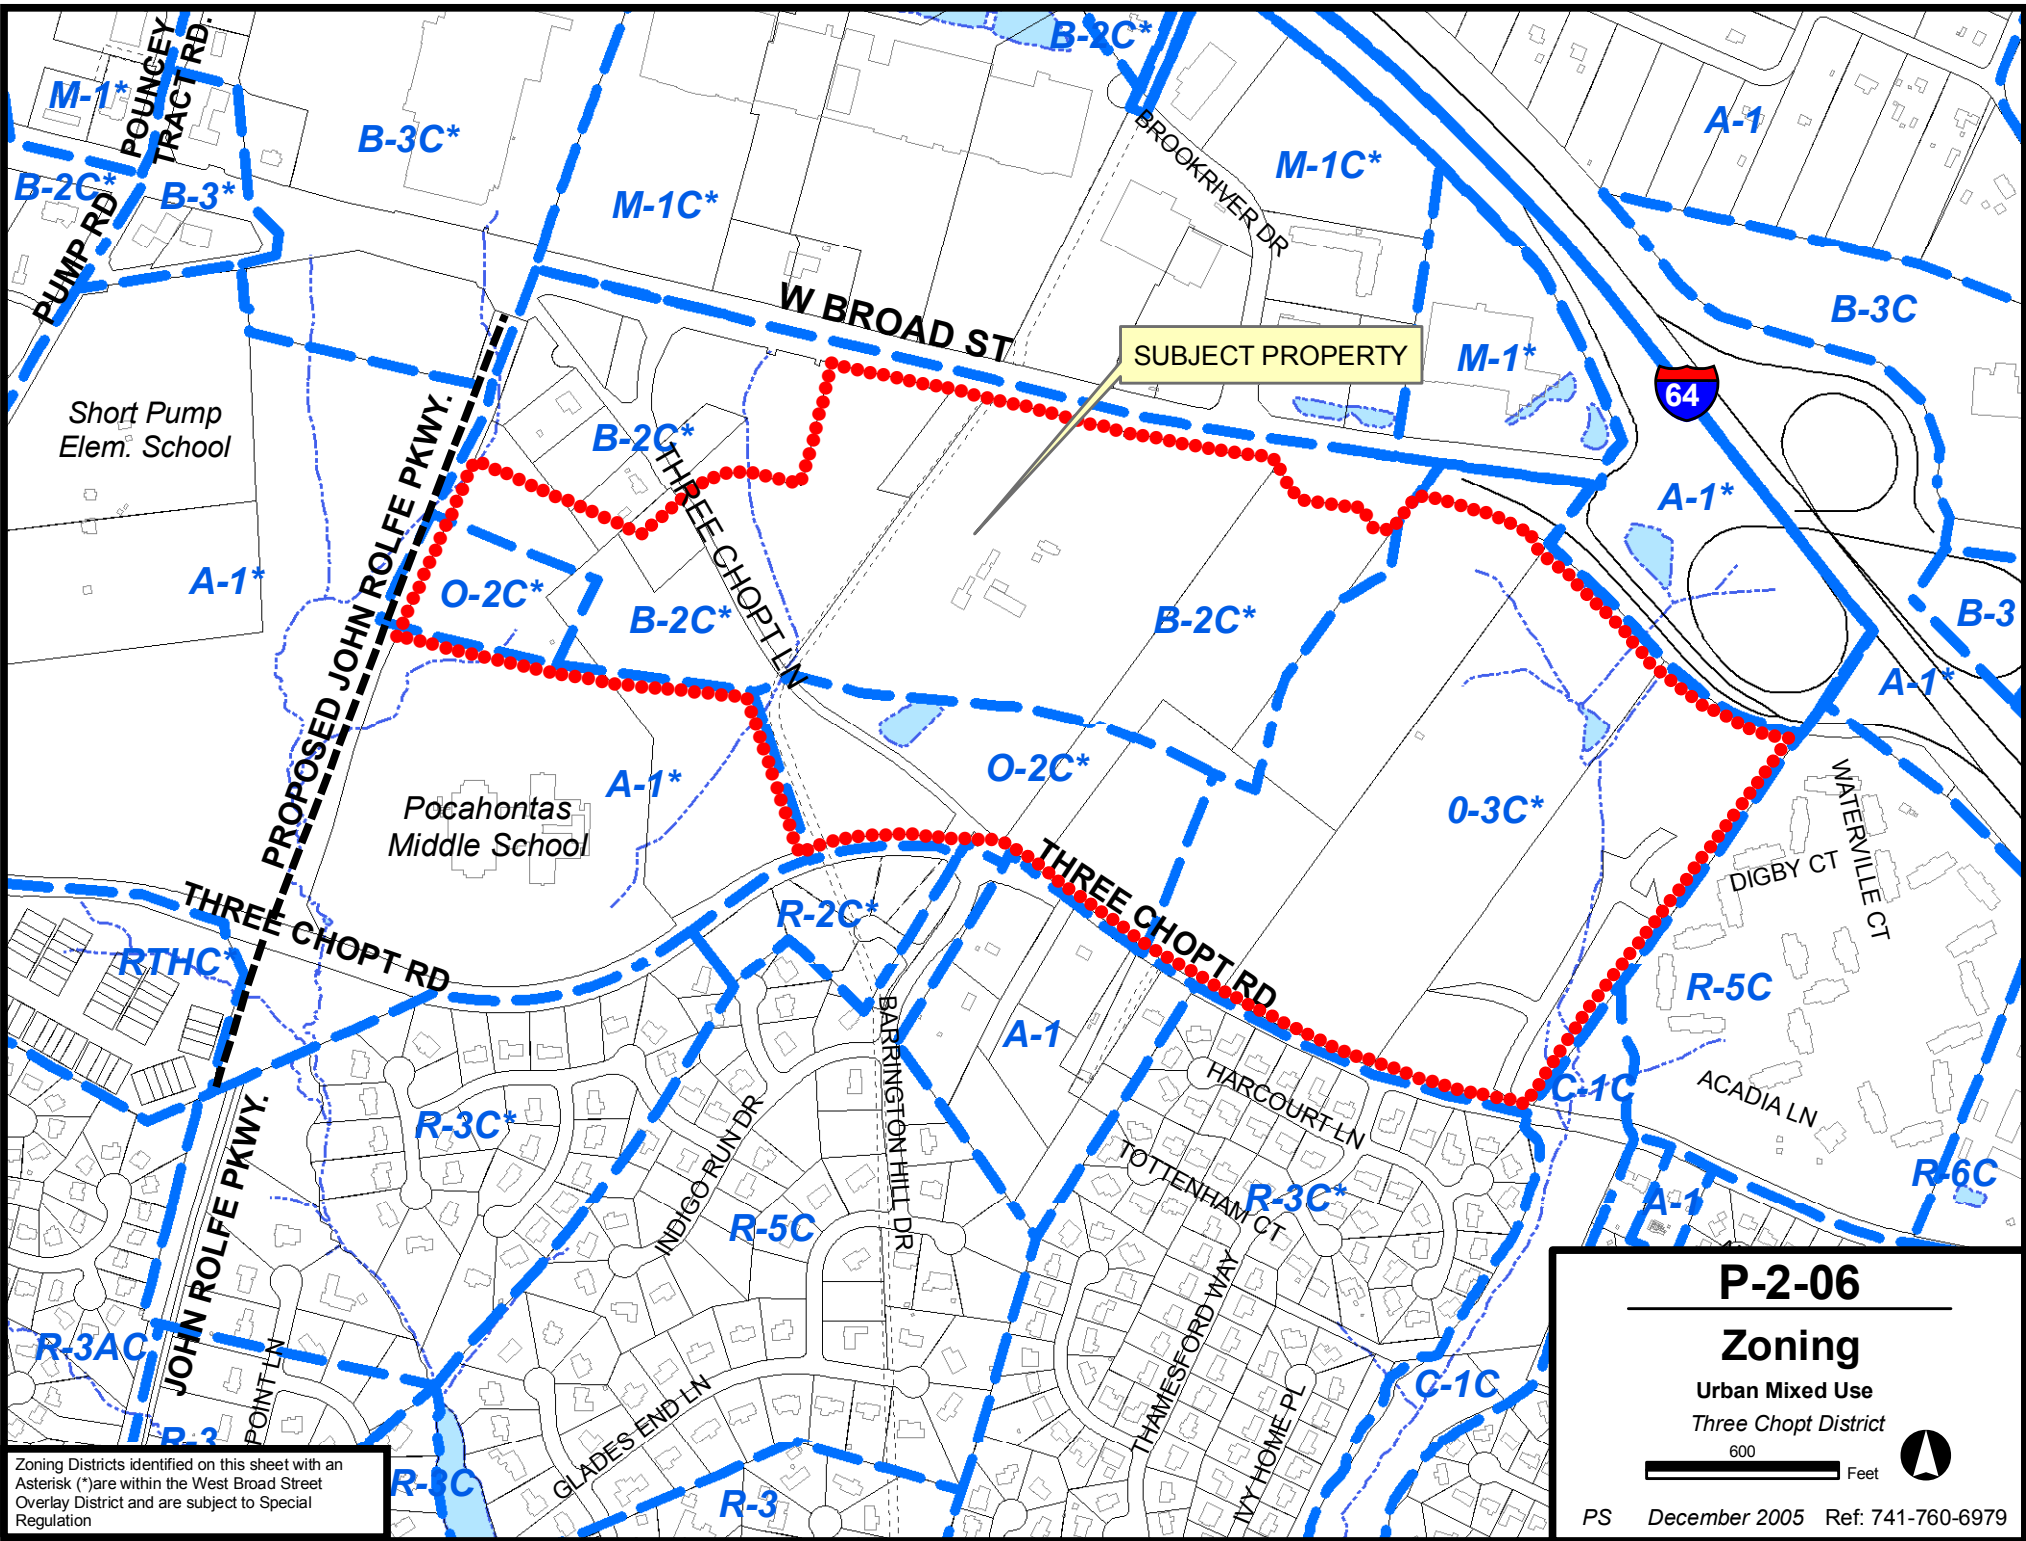 B-2C*
M-1*
POUNCEY
TRACT RD.
B-3C*
A-1
BROOKRIVER DR
M-1C*
B-2C*
B-3*
M-1C*
PUMP RD
W BROAD ST
B-3C
SUBJECT PROPERTY
M-1*
64
Short Pump
Elem. School
B-2C*
THREE CHOPT LN
A-1*
A-1*
O-2C*
B-2C*
B-2C*
B-3
PROPOSED JOHN ROLFE PKWY.
A-1*
A-1*
O-2C*
0-3C*
Pocahontas
Middle School
WATERVILLE CT
DIGBY CT
THREE CHOPT RD
THREE CHOPT RD
R-2C*
RTHC*
R-5C
BARRINGTON HILL DR
A-1
HARCOURT LN
C-1C
ACADIA LN
R-3C*
INDIGO RUN DR
TOTTENHAM CT
R-3C*
A-1
R-6C
R-5C
JOHN ROLFE PKWY.
THAMESFORD WAY
R-3AC
POINT LN
C-1C
GLADES END LN
IVY HOME PL
R-3
R-3C
R-3
P-2-06
Zoning
Urban Mixed Use
Three Chopt District
600
Feet
PS December 2005 Ref: 741-760-6979
Zoning Districts identified on this sheet with an
Asterisk (*)are within the West Broad Street
Overlay District and are subject to Special
Regulation